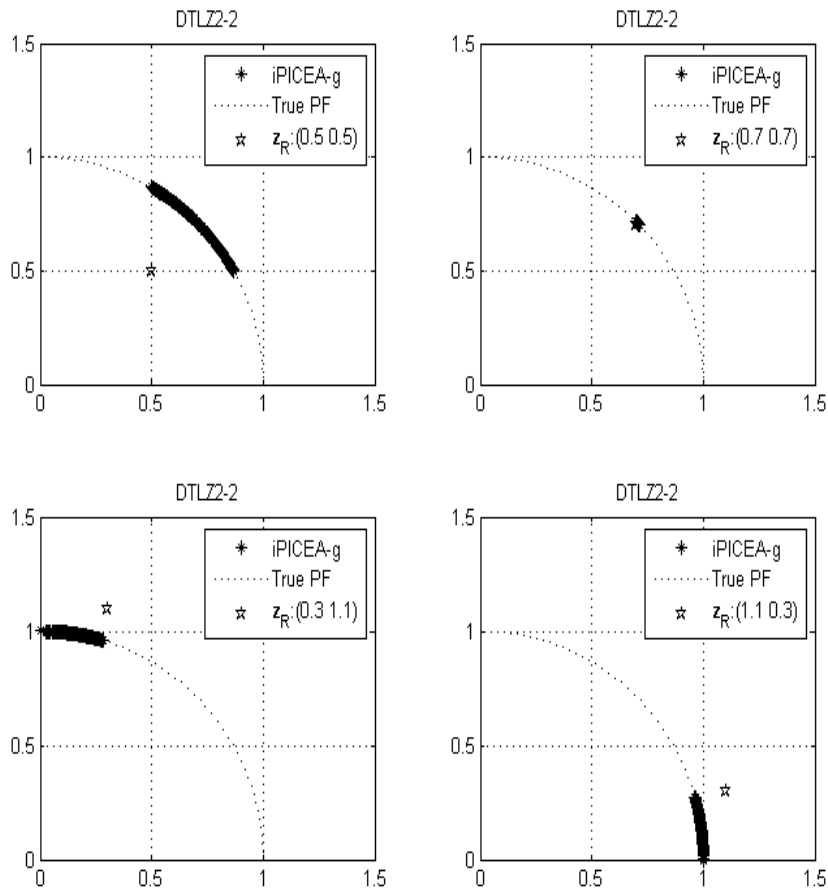 DTLZ2-2
1.5
1
0.5
0
0
0.5
1
1.5
iPICEA-g
True PF
z_R:(0.5 0.5)
DTLZ2-2
1.5
1
0.5
0
0
0.5
1
1.5
iPICEA-g
True PF
z_R:(0.7 0.7)
DTLZ2-2
1.5
1
0.5
0
0
0.5
1
1.5
iPICEA-g
True PF
z_R:(0.3 1.1)
DTLZ2-2
1.5
1
0.5
0
0
0.5
1
1.5
iPICEA-g
True PF
z_R:(1.1 0.3)